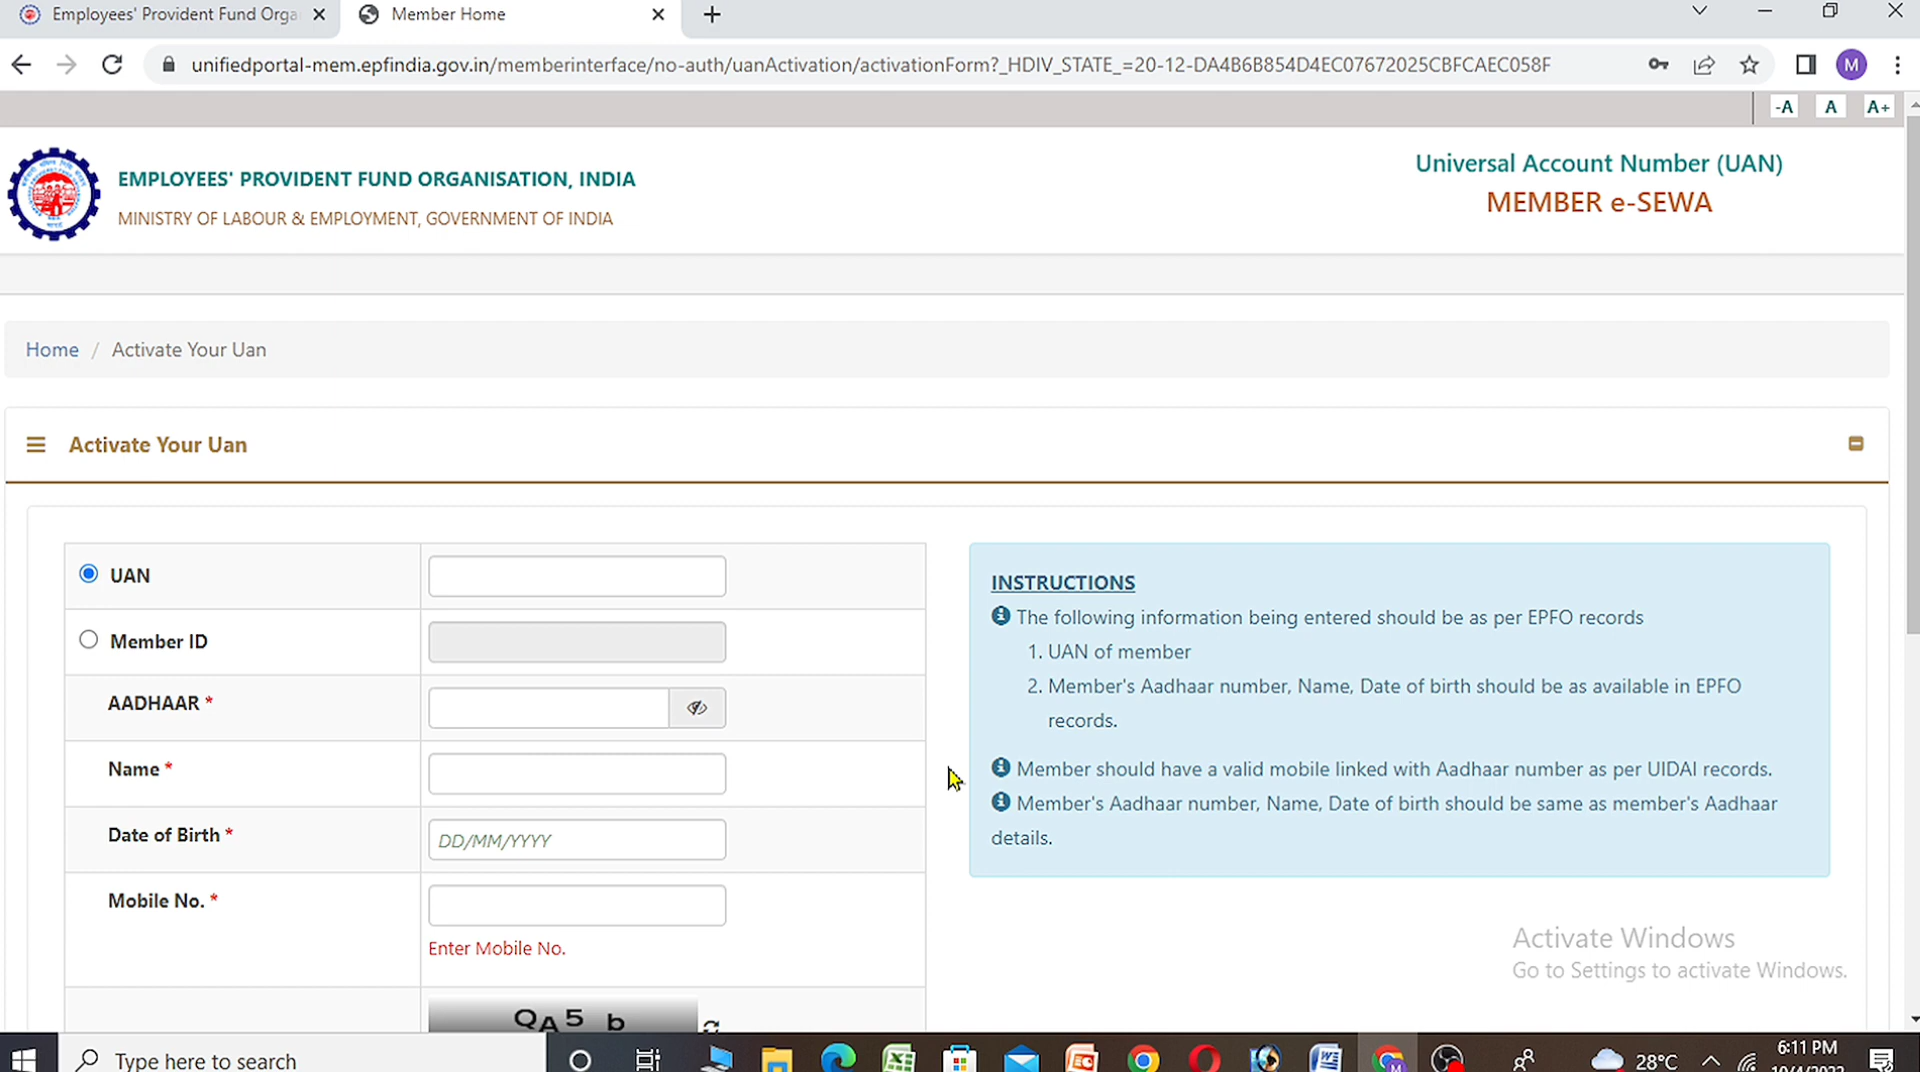 Employees' Provident Fund Orga
Member Home
unifiedportal-mem.epfindia.gov.in/memberinterface/no-auth/uanActivation/activationForm?_HDIV_STATE_=20-12-DA4B6B854D4EC07672025CBFCAEC058F
M
-A A A+
EMPLOYEES' PROVIDENT FUND ORGANISATION, INDIA
MINISTRY OF LABOUR & EMPLOYMENT, GOVERNMENT OF INDIA
Universal Account Number (UAN)
MEMBER e-SEWA
Home / Activate Your Uan
Activate Your Uan
UAN
Member ID
AADHAAR *
Name *
Date of Birth *
DD/MM/YYYY
Mobile No. *
Enter Mobile No.
QA5 b
INSTRUCTIONS
The following information being entered should be as per EPFO records
1. UAN of member
2. Member's Aadhaar number, Name, Date of birth should be as available in EPFO
records.
Member should have a valid mobile linked with Aadhaar number as per UIDAI records.
Member's Aadhaar number, Name, Date of birth should be same as member's Aadhaar
details.
Activate Windows
Go to Settings to activate Windows.
Type here to search
28°C
6:11 PM